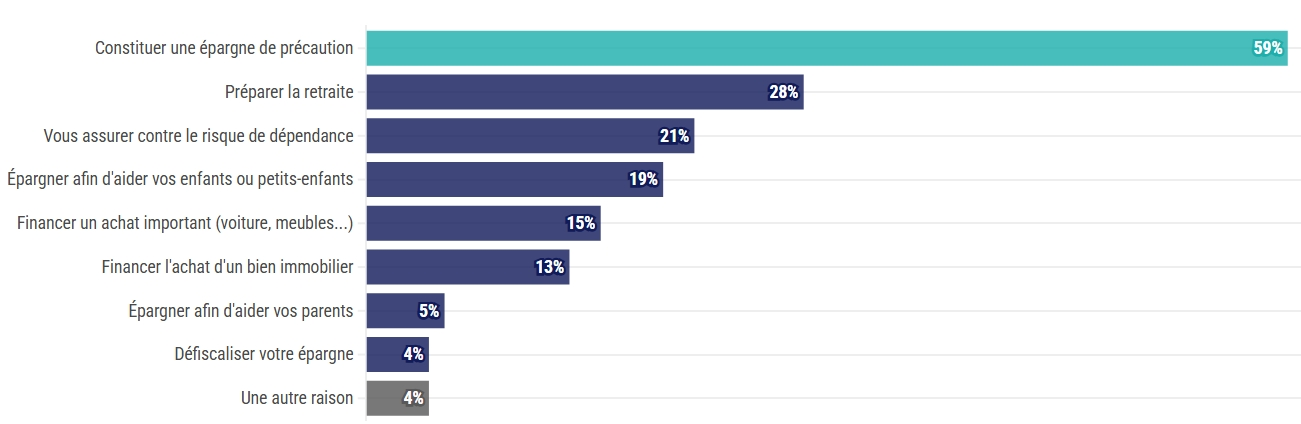 Constituer une épargne de précaution 59%
Préparer la retraite 28%
Vous assurer contre le risque de dépendance 21%
Épargner afin d'aider vos enfants ou petits-enfants 19%
Financer un achat important (voiture, meubles...) 15%
Financer l'achat d'un bien immobilier 13%
Épargner afin d'aider vos parents 5%
Défiscaliser votre épargne 4%
Une autre raison 4%